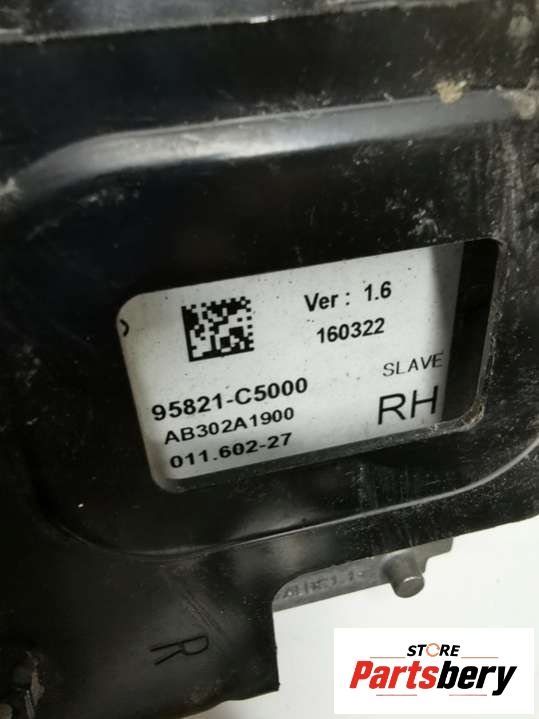 Ver : 1.6
160322
95821-C5000
SLAVE
AB302A1900
RH
011.602-27
R
STORE
Partsbery